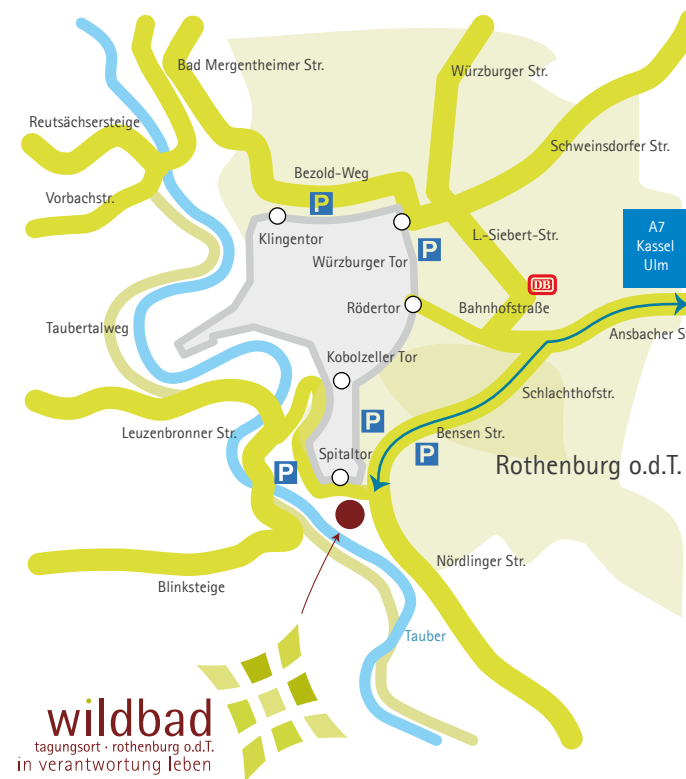 Bad Mergentheimer Str.
Würzburger Str.
Reutsächsersteige
Schweinsdorfer Str.
Bezold-Weg
Vorbachstr.
P
Klingentor
L.-Siebert-Str.
A7
Kassel
Ulm
P
Würzburger Tor
DB
Rödertor
Bahnhofstraße
Taubertalweg
Ansbacher S
Kobolzeller Tor
Schlachthofstr.
P
Leuzenbronner Str.
Bensen Str.
P
Spitaltor
P
Rothenburg o.d.T.
Nördlinger Str.
Blinksteige
Tauber
wildbad
tagungsort · rothenburg o.d.T.
in verantwortung leben